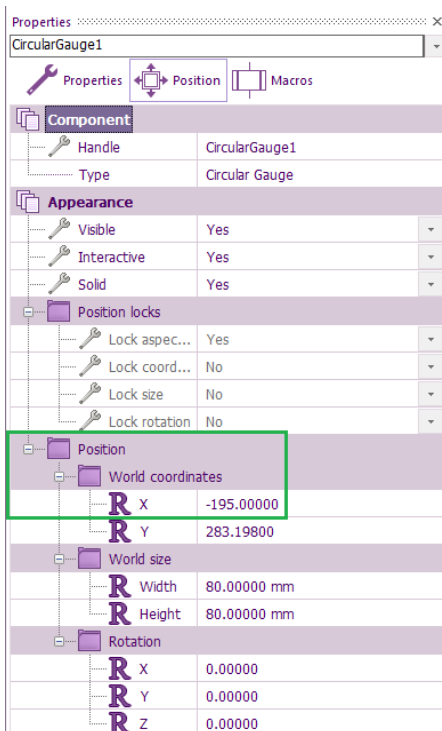 Properties
CircularGauge1
Properties Position Macros
Component
Handle CircularGauge1
Type Circular Gauge
Appearance
Visible Yes
Interactive Yes
Solid Yes
Position locks
Lock aspec... Yes
Lock coord... No
Lock size No
Lock rotation No
Position
World coordinates
R X -195.00000
R Y 283.19800
World size
R Width 80.00000 mm
R Height 80.00000 mm
Rotation
R X 0.00000
R Y 0.00000
R Z 0.00000